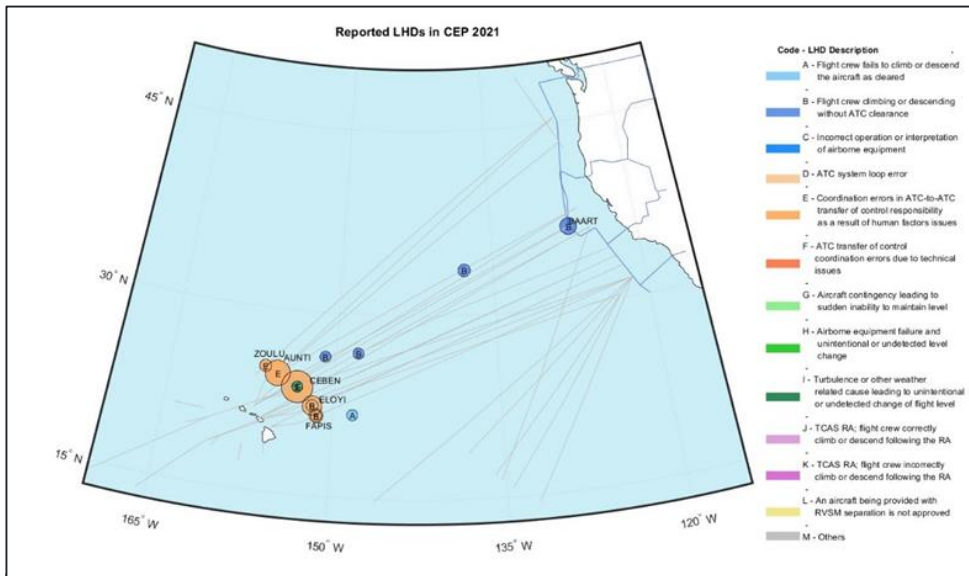 Reported LHDs in CEP 2021
45° N
30° N
15° N
165° W
150° W
135° W
120° W
BAART
B
B
B
B
ZOULU
AUNTI
E
E
CEBEN
ELOYI
B
E
FAPIS
A
Code - LHD Description
A - Flight crew fails to climb or descend
the aircraft as cleared
B - Flight crew climbing or descending
without ATC clearance
C - Incorrect operation or interpretation
of airborne equipment
D - ATC system loop error
E - Coordination errors in ATC-to-ATC
transfer of control responsibility
as a result of human factors issues
F - ATC transfer of control
coordination errors due to technical
issues
G - Aircraft contingency leading to
sudden inability to maintain level
H - Airborne equipment failure and
unintentional or undetected level
change
I - Turbulence or other weather
related cause leading to unintentional
or undetected change of flight level
J - TCAS RA; flight crew correctly
climb or descend following the RA
K - TCAS RA; flight crew incorrectly
climb or descend following the RA
L - An aircraft being provided with
RVSM separation is not approved
M - Others